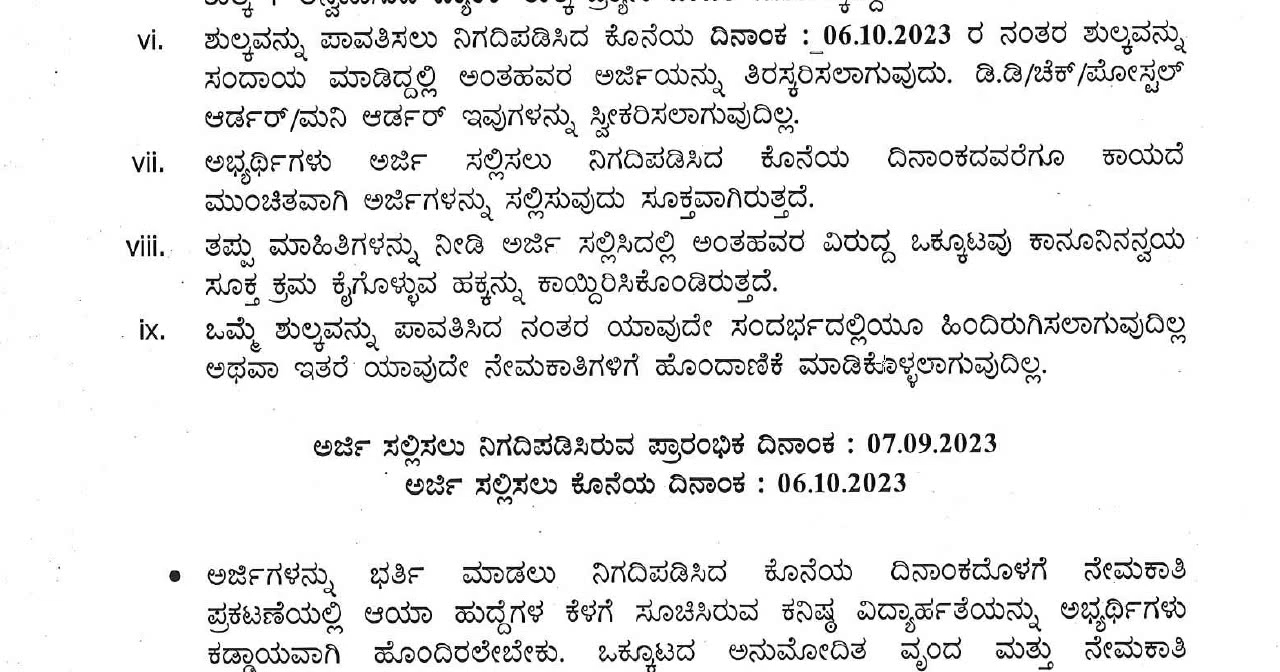 vi. ಶುಲ್ಕವನ್ನು ಪಾವತಿಸಲು ನಿಗದಿಪಡಿಸಿದ ಕೊನೆಯ ದಿನಾಂಕ : 06.10.2023 ರ ನಂತರ ಶುಲ್ಕವನ್ನು
ಸಂದಾಯ ಮಾಡಿದ್ದಲ್ಲಿ ಅಂತಹವರ ಅರ್ಜಿಯನ್ನು ತಿರಸ್ಕರಿಸಲಾಗುವುದು. ಡಿ.ಡಿ/ಚೆಕ್/ಪೋಸ್ಟಲ್
ಆರ್ಡರ್/ಮನಿ ಆರ್ಡರ್ ಇವುಗಳನ್ನು ಸ್ವೀಕರಿಸಲಾಗುವುದಿಲ್ಲ.
vii. ಅಭ್ಯರ್ಥಿಗಳು ಅರ್ಜಿ ಸಲ್ಲಿಸಲು ನಿಗದಿಪಡಿಸಿದ ಕೊನೆಯ ದಿನಾಂಕದವರೆಗೂ ಕಾಯದೆ
ಮುಂಚಿತವಾಗಿ ಅರ್ಜಿಗಳನ್ನು ಸಲ್ಲಿಸುವುದು ಸೂಕ್ತವಾಗಿರುತ್ತದೆ.
viii. ತಪ್ಪು ಮಾಹಿತಿಗಳನ್ನು ನೀಡಿ ಅರ್ಜಿ ಸಲ್ಲಿಸಿದಲ್ಲಿ ಅಂತಹವರ ವಿರುದ್ದ ಒಕ್ಕೂಟವು ಕಾನೂನಿನನ್ವಯ
ಸೂಕ್ತ ಕ್ರಮ ಕೈಗೊಳ್ಳುವ ಹಕ್ಕನ್ನು ಕಾಯ್ದಿರಿಸಿಕೊಂಡಿರುತ್ತದೆ.
ix. ಒಮ್ಮೆ ಶುಲ್ಕವನ್ನು ಪಾವತಿಸಿದ ನಂತರ ಯಾವುದೇ ಸಂದರ್ಭದಲ್ಲಿಯೂ ಹಿಂದಿರುಗಿಸಲಾಗುವುದಿಲ್ಲ
ಅಥವಾ ಇತರೆ ಯಾವುದೇ ನೇಮಕಾತಿಗಳಿಗೆ ಹೊಂದಾಣಿಕೆ ಮಾಡಿಕೊಳ್ಳಲಾಗುವುದಿಲ್ಲ.
ಅರ್ಜಿ ಸಲ್ಲಿಸಲು ನಿಗದಿಪಡಿಸಿರುವ ಪ್ರಾರಂಭಿಕ ದಿನಾಂಕ : 07.09.2023
ಅರ್ಜಿ ಸಲ್ಲಿಸಲು ಕೊನೆಯ ದಿನಾಂಕ : 06.10.2023
• ಅರ್ಜಿಗಳನ್ನು ಭರ್ತಿ ಮಾಡಲು ನಿಗದಿಪಡಿಸಿದ ಕೊನೆಯ ದಿನಾಂಕದೊಳಗೆ ನೇಮಕಾತಿ
ಪ್ರಕಟಣೆಯಲ್ಲಿ ಆಯಾ ಹುದ್ದೆಗಳ ಕೆಳಗೆ ಸೂಚಿಸಿರುವ ಕನಿಷ್ಠ ವಿದ್ಯಾರ್ಹತೆಯನ್ನು ಅಭ್ಯರ್ಥಿಗಳು
ಕಡ್ಡಾಯವಾಗಿ ಹೊಂದಿರಲೇಬೇಕು. ಒಕ್ಕೂಟದ ಅನುಮೋದಿತ ವೃಂದ ಮತ್ತು ನೇಮಕಾತಿ